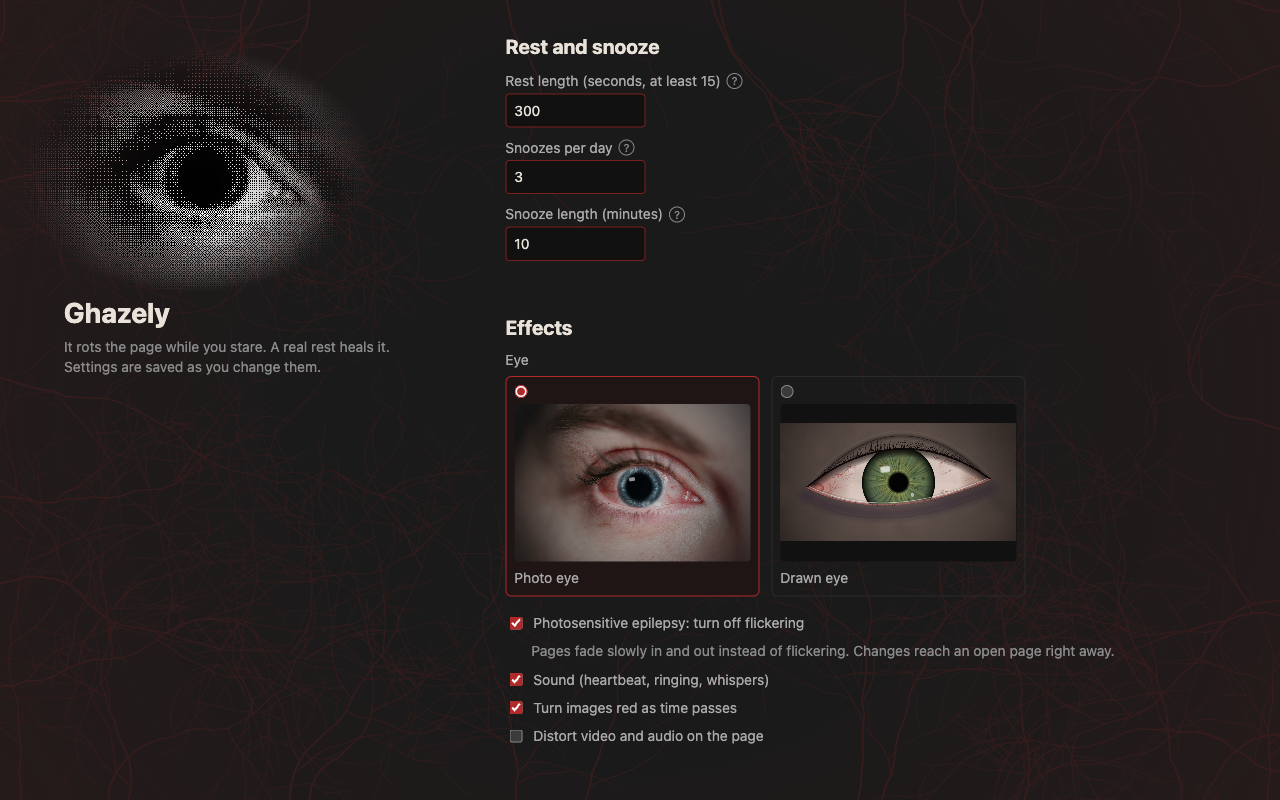 Ghazely
It rots the page while you stare. A real rest heals it.
Settings are saved as you change them.
Rest and snooze
Rest length (seconds, at least 15) ?
300
Snoozes per day ?
3
Snooze length (minutes) ?
10
Effects
Eye
Photo eye
Drawn eye
Photosensitive epilepsy: turn off flickering
Pages fade slowly in and out instead of flickering. Changes reach an open page right away.
Sound (heartbeat, ringing, whispers)
Turn images red as time passes
Distort video and audio on the page